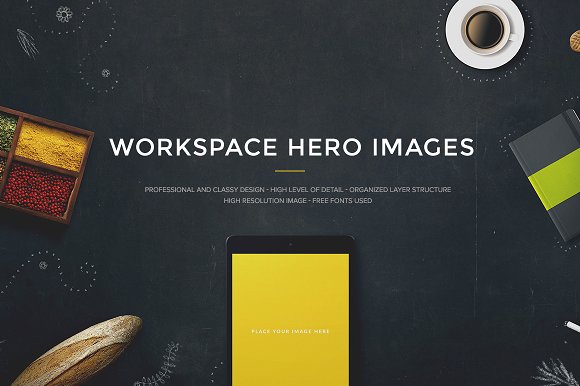 WORKSPACE HERO IMAGES
PROFESSIONAL AND CLASSY DESIGN - HIGH LEVEL OF DETAIL - ORGANIZED LAYER STRUCTURE
HIGH RESOLUTION IMAGE - FREE FONTS USED
PLACE YOUR IMAGE HERE